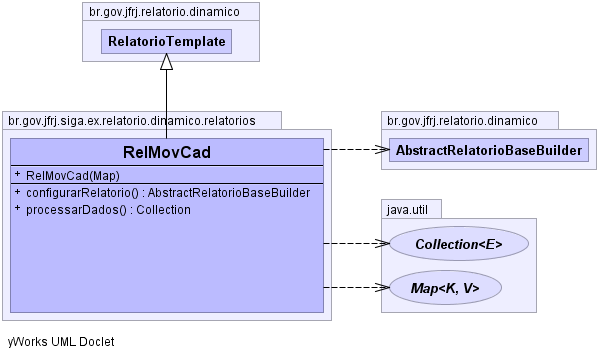 br.gov.jfrj.relatorio.dinamico
RelatorioTemplate
br.gov.jfrj.siga.ex.relatorio.dinamico.relatorios
RelMovCad
+ RelMovCad(Map)
+ configurarRelatorio() : AbstractRelatorioBaseBuilder
+ processarDados() : Collection
br.gov.jfrj.relatorio.dinamico
AbstractRelatorioBaseBuilder
java.util
Collection<E>
Map<K, V>
yWorks UML Doclet